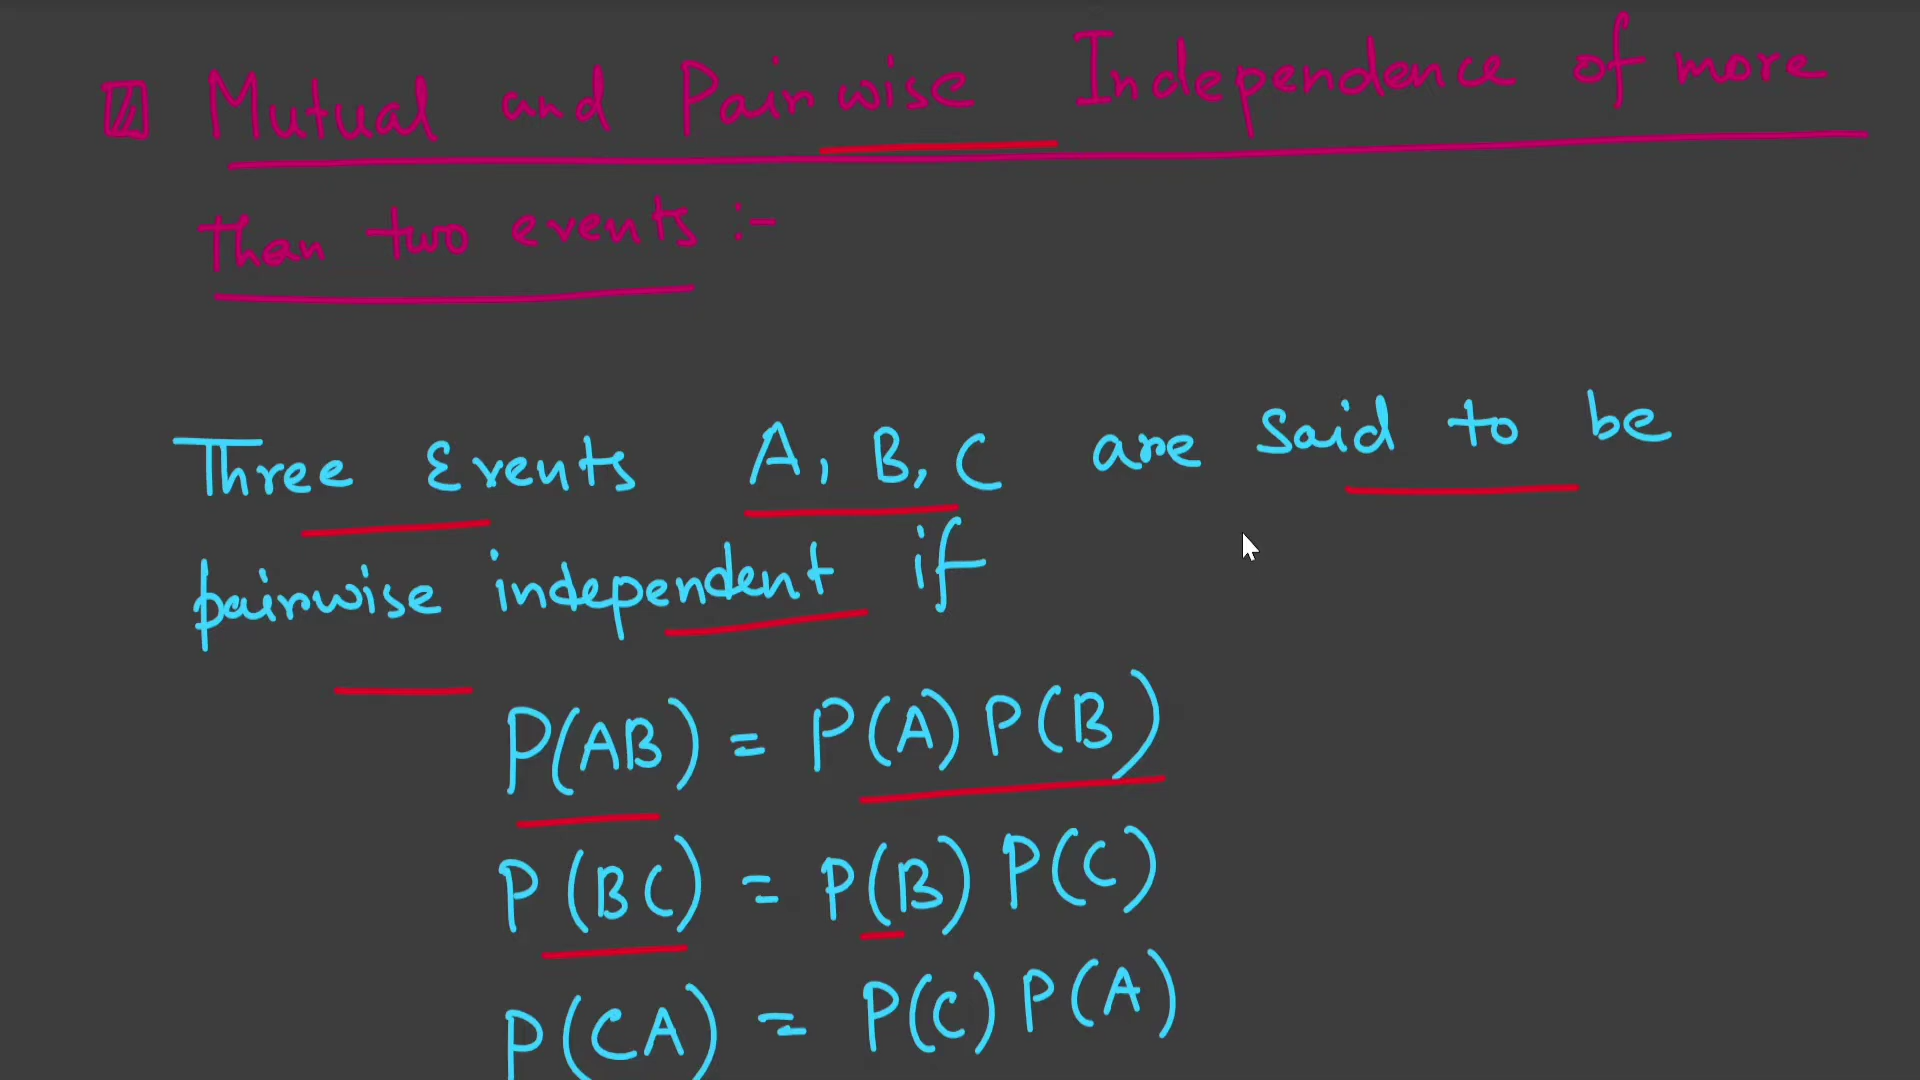 Mutual and Pairwise Independence of more
than two events :-
Three Events A, B, C are said to be
pairwise independent if
P(AB) = P(A) P(B)
P(BC) = P(B) P(C)
P(CA) = P(C) P(A)